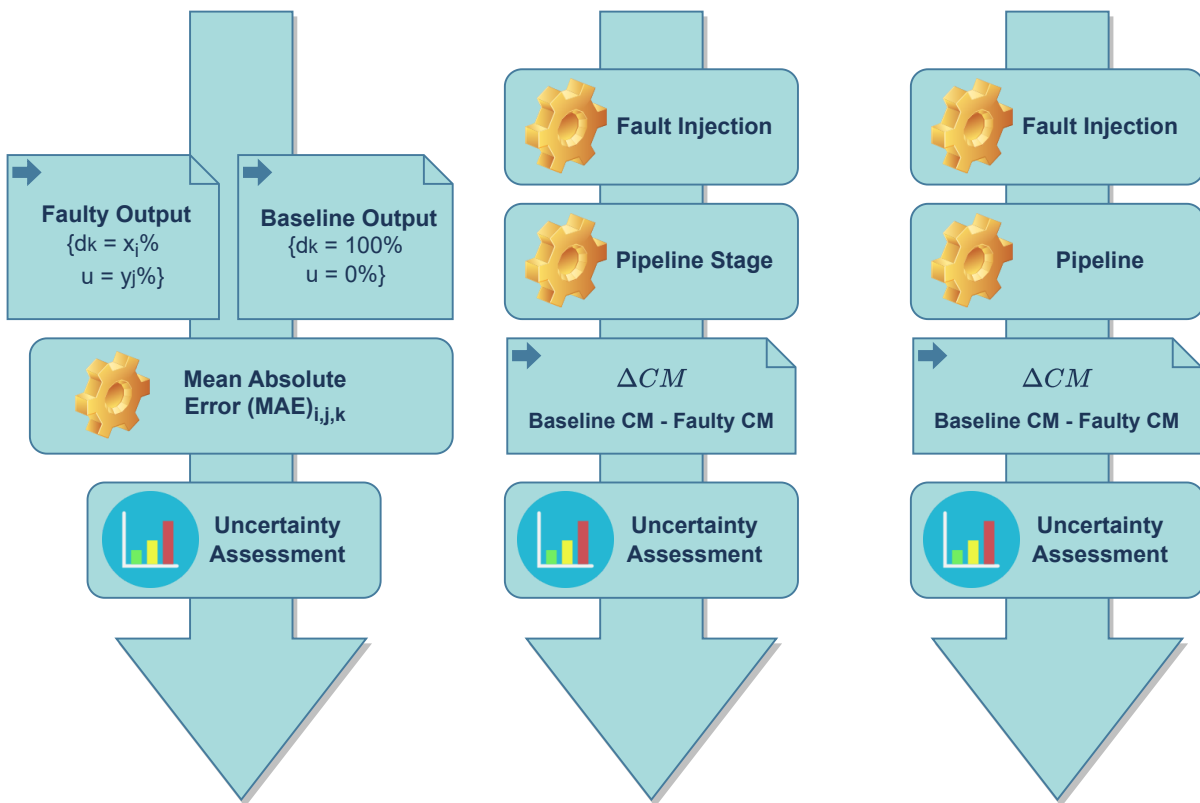 Faulty Output
{dk = xᵢ%
u = yj%}
Baseline Output
{dk = 100%
u = 0%}
Mean Absolute
Error (MAE)i,j,k
Uncertainty
Assessment
Fault Injection
Pipeline Stage
ΔCM
Baseline CM - Faulty CM
Uncertainty
Assessment
Fault Injection
Pipeline
ΔCM
Baseline CM - Faulty CM
Uncertainty
Assessment